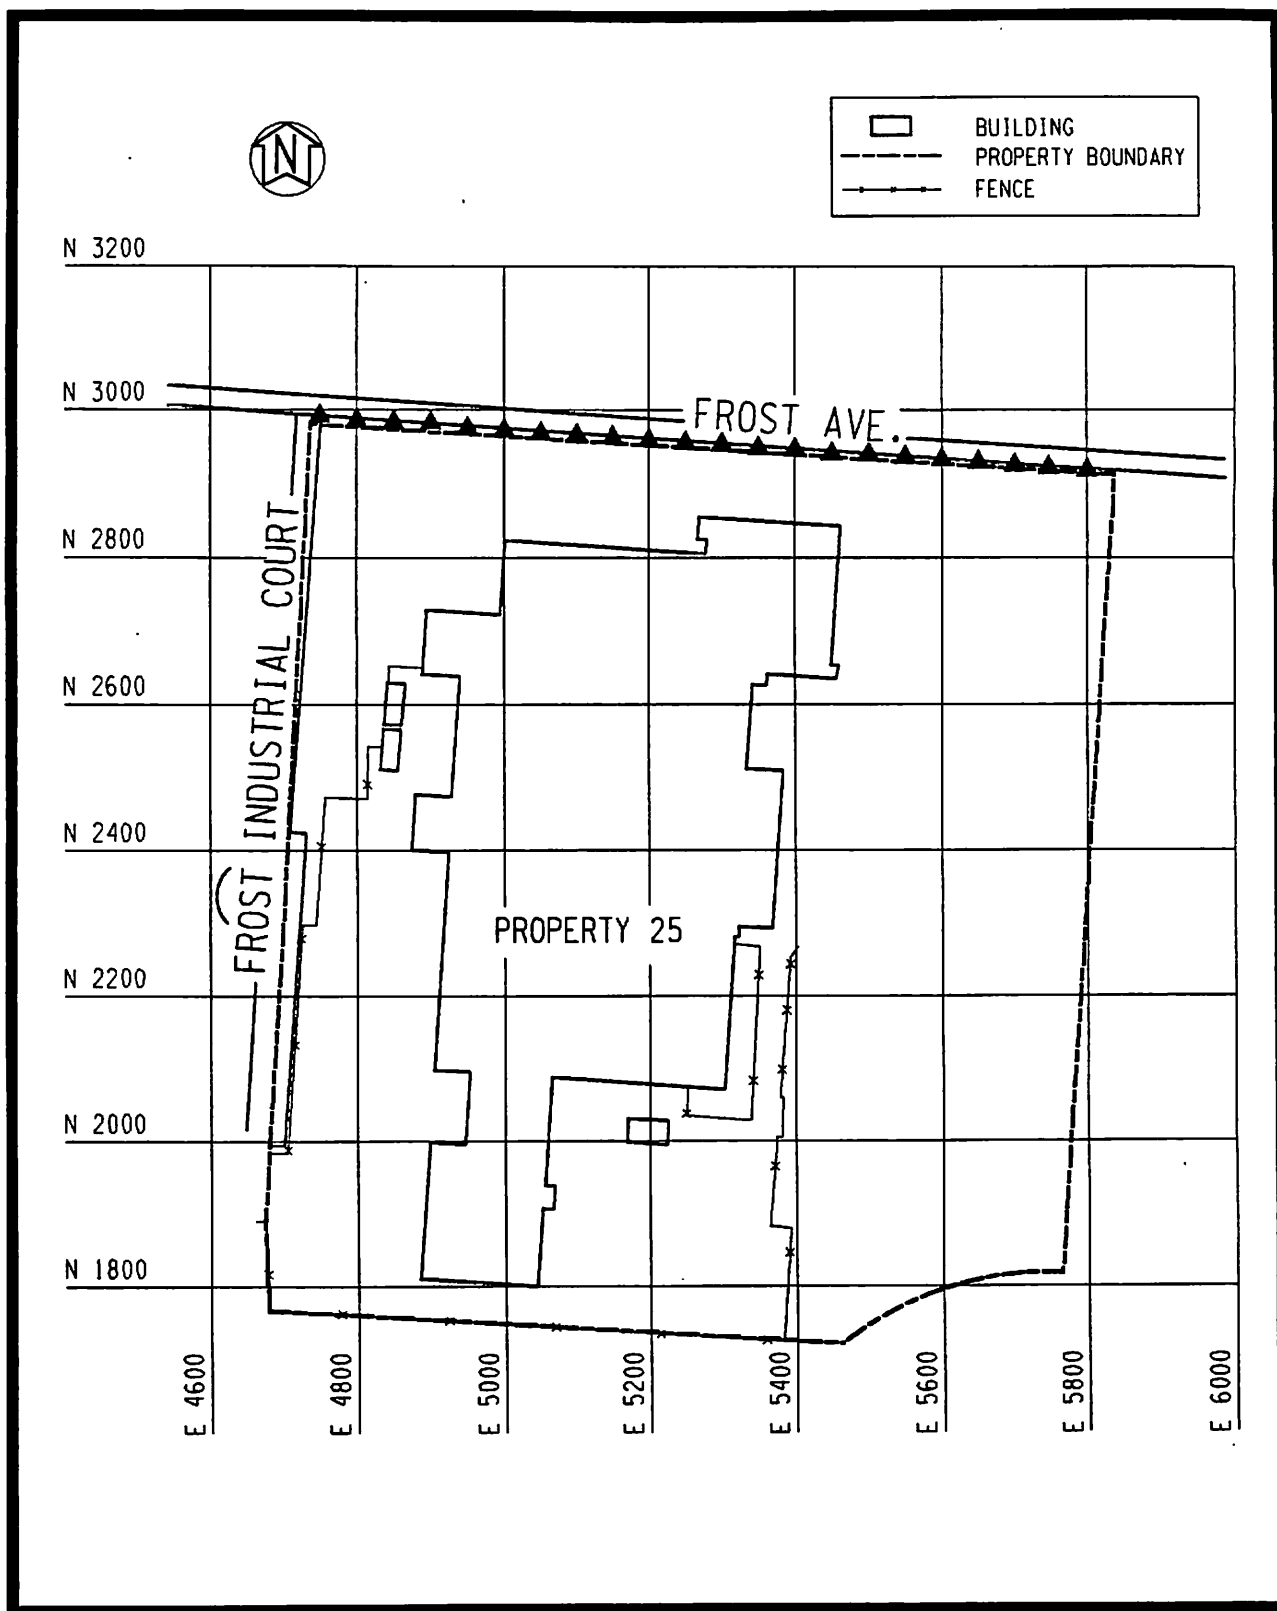 N
BUILDING
PROPERTY BOUNDARY
FENCE
N 3200
N 3000
FROST AVE.
N 2800
FROST INDUSTRIAL COURT
N 2600
N 2400
PROPERTY 25
N 2200
N 2000
N 1800
E 4600
E 4800
E 5000
E 5200
E 5400
E 5600
E 5800
E 6000